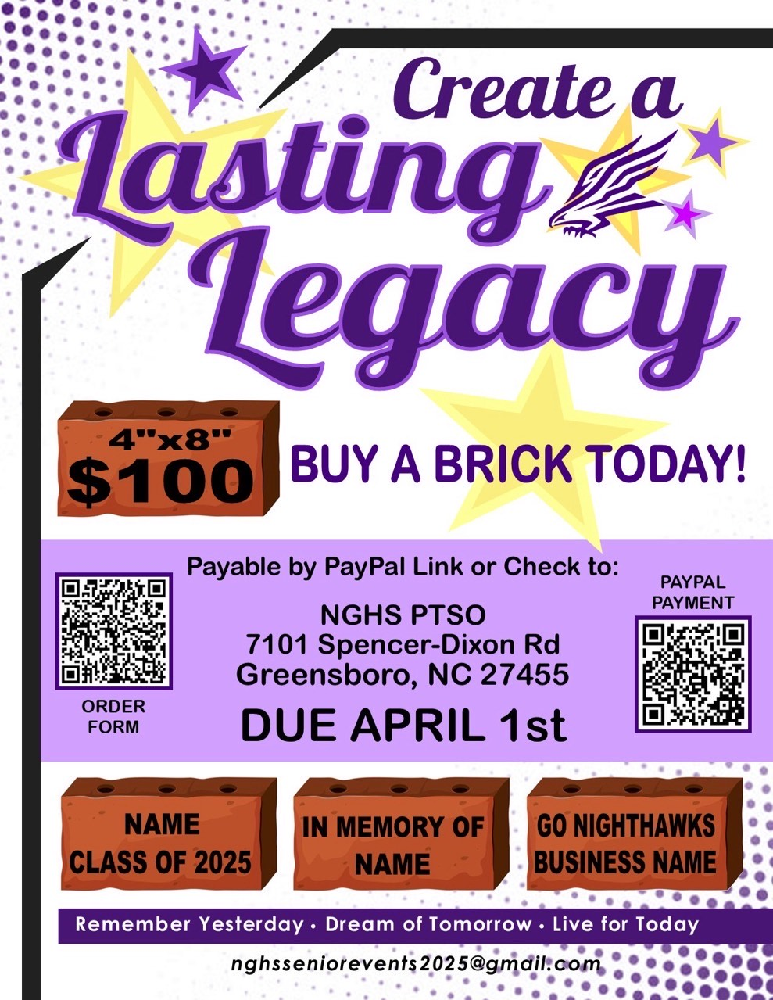 Create a
Lasting
Legacy
4"x8"
$100
BUY A BRICK TODAY!
Payable by PayPal Link or Check to:
NGHS PTSO
7101 Spencer-Dixon Rd
Greensboro, NC 27455
DUE APRIL 1st
ORDER
FORM
PAYPAL
PAYMENT
NAME
CLASS OF 2025
IN MEMORY OF
NAME
GO NIGHTHAWKS
BUSINESS NAME
Remember Yesterday • Dream of Tomorrow • Live for Today
nghsseniorevents2025@gmail.com